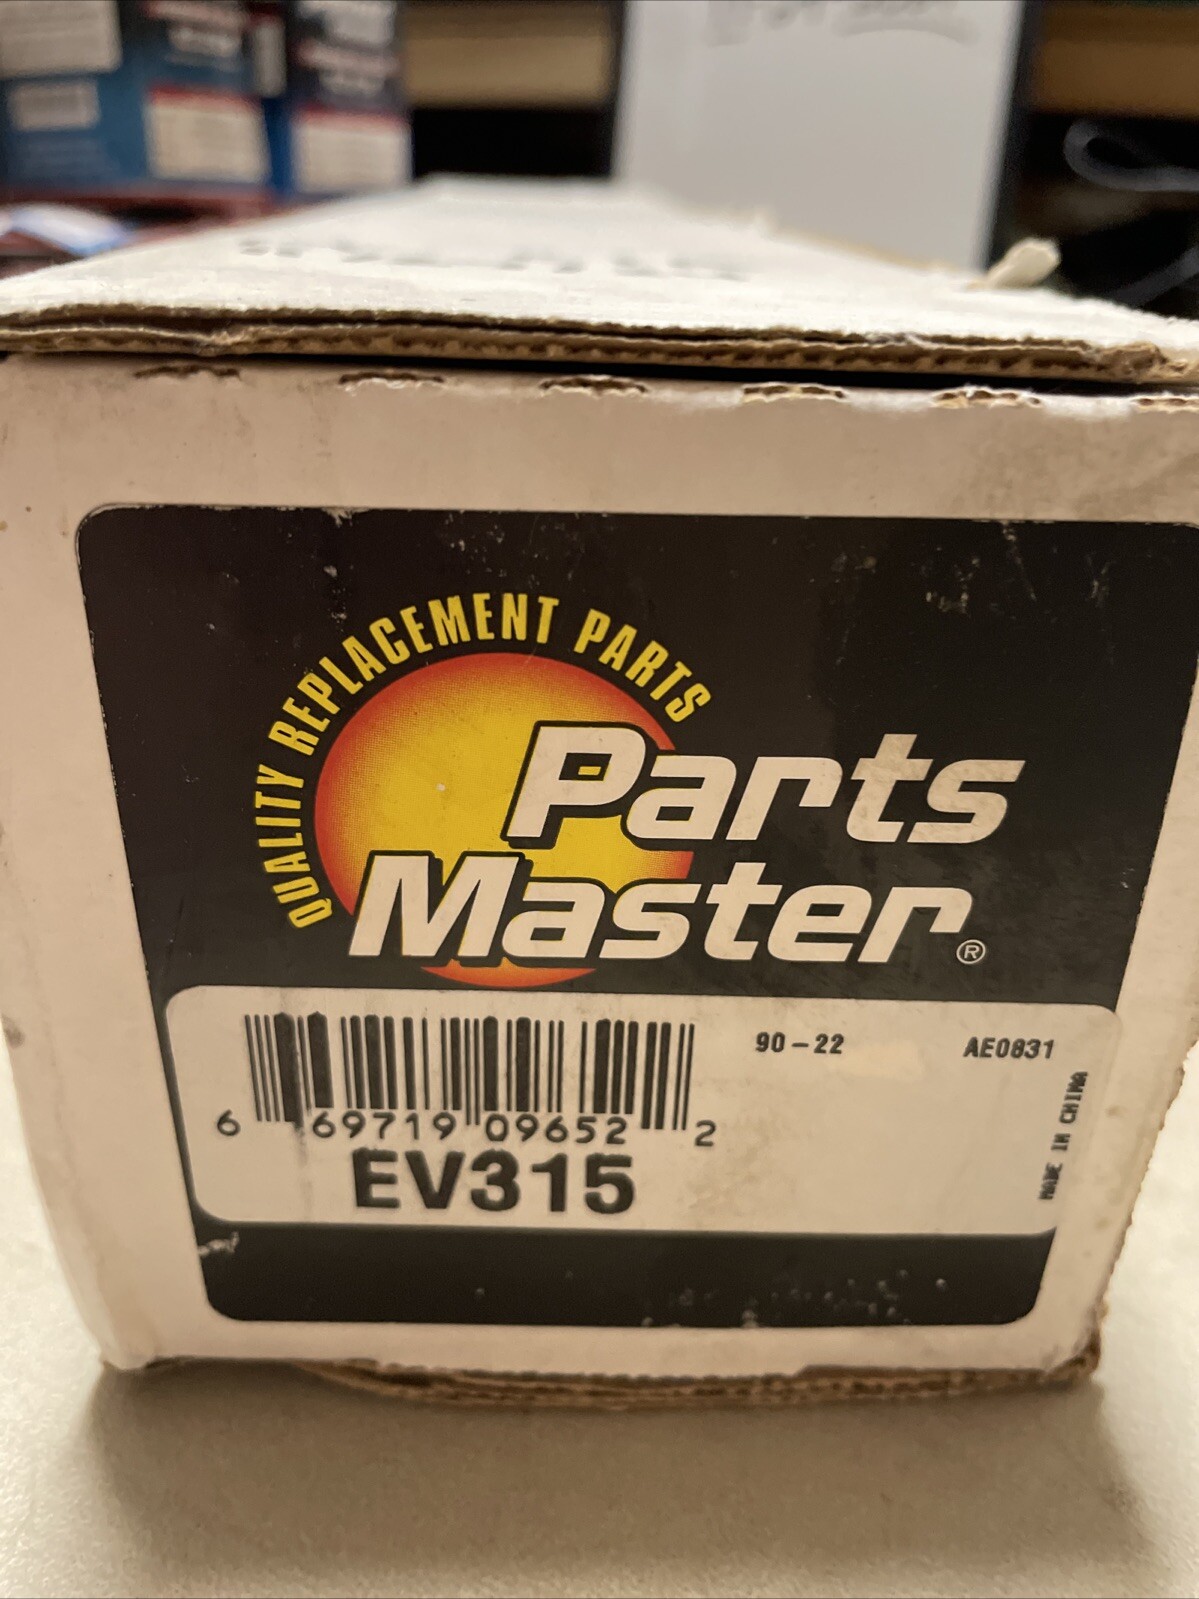 QUALITY REPLACEMENT PARTS
Parts
Master®
90-22
AE0831
MADE IN CHINA
6 69719 09652 2
EV315